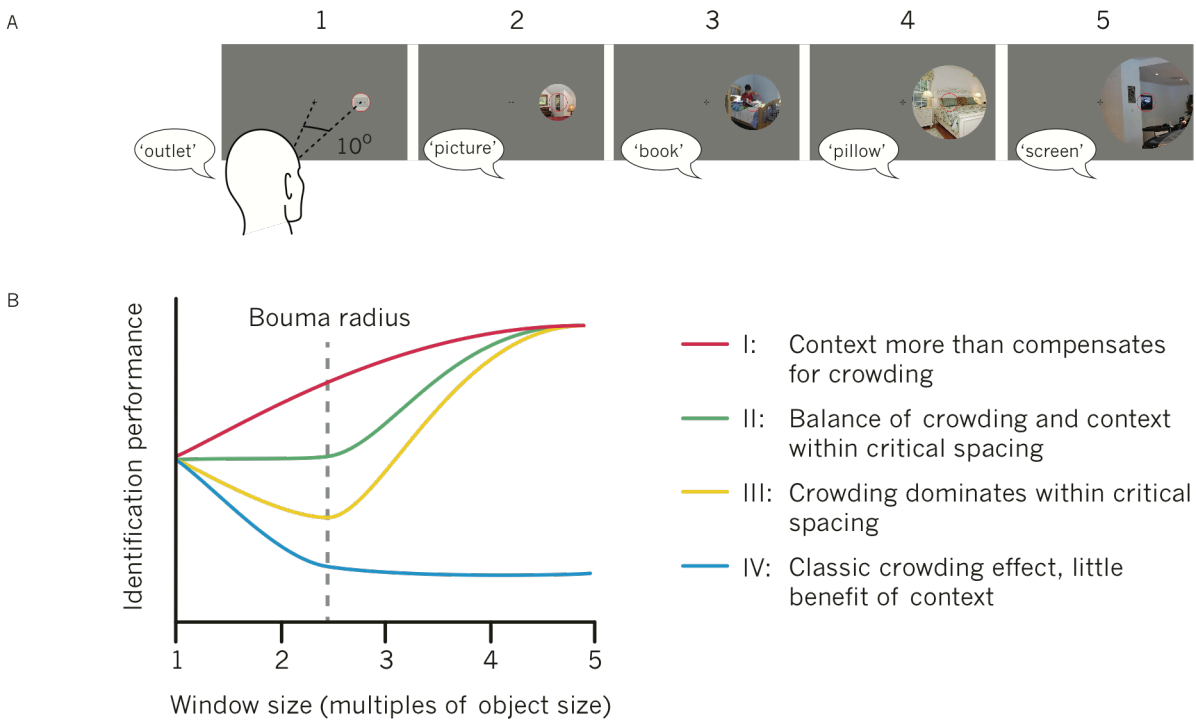 A
1 2 3 4 5
10°
'outlet' 'picture' 'book' 'pillow' 'screen'
B
Identification performance
Bouma radius
1 2 3 4 5
Window size (multiples of object size)
I: Context more than compensates
for crowding
II: Balance of crowding and context
within critical spacing
III: Crowding dominates within critical
spacing
IV: Classic crowding effect, little
benefit of context